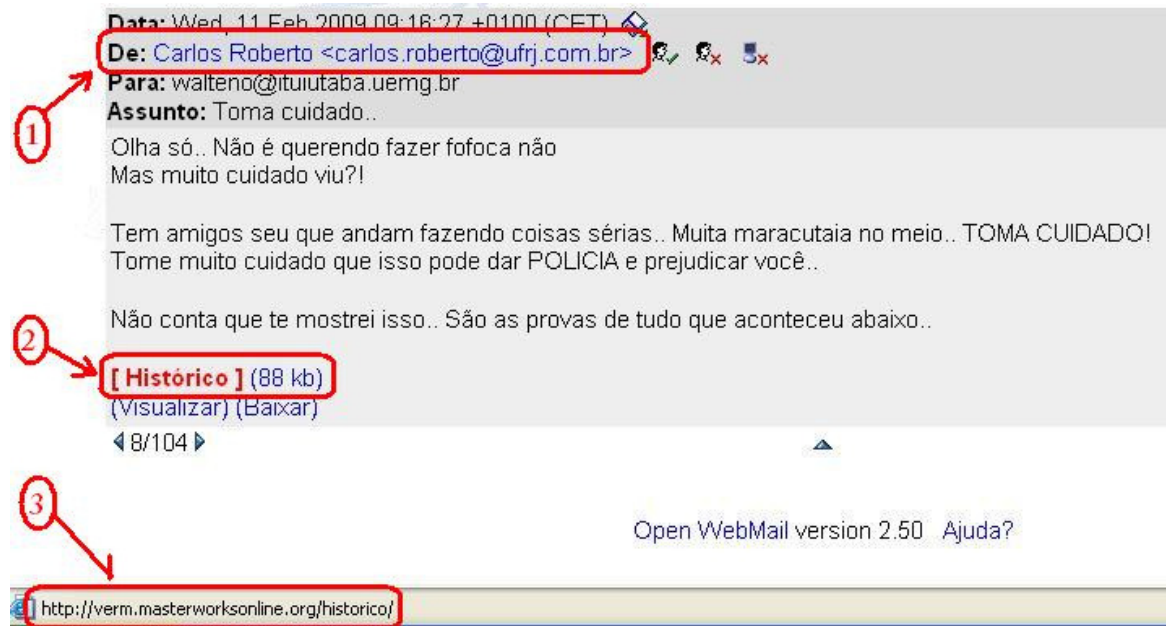 Data: Wed, 11 Feb 2009 09:16:27 +0100 (CET)
De: Carlos Roberto <carlos.roberto@ufrj.com.br>
Para: walteno@ituiutaba.uemg.br
1
Assunto: Toma cuidado..
Olha só.. Não é querendo fazer fofoca não
Mas muito cuidado viu?!
Tem amigos seu que andam fazendo coisas sérias.. Muita maracutaia no meio.. TOMA CUIDADO!
Tome muito cuidado que isso pode dar POLICIA e prejudicar você..
Não conta que te mostrei isso.. São as provas de tudo que aconteceu abaixo..
2
[ Histórico ] (88 kb)
(Visualizar) (Baixar)
8/104
3
Open WebMail version 2.50 Ajuda?
http://verm.masterworksonline.org/historico/